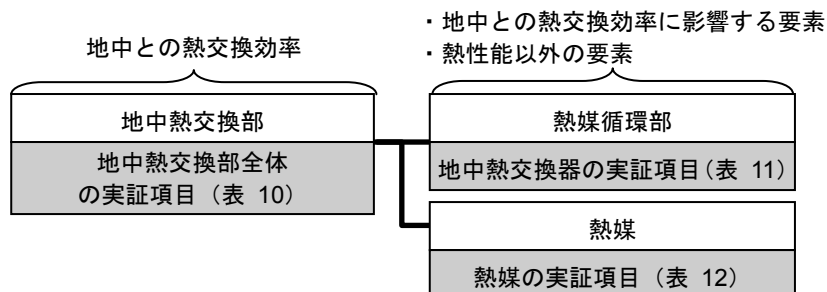 ・地中との熱交換効率に影響する要素
・熱性能以外の要素
地中との熱交換効率
地中熱交換部
地中熱交換部全体
の実証項目（表 10）
熱媒循環部
地中熱交換器の実証項目（表 11）
熱媒
熱媒の実証項目（表 12）